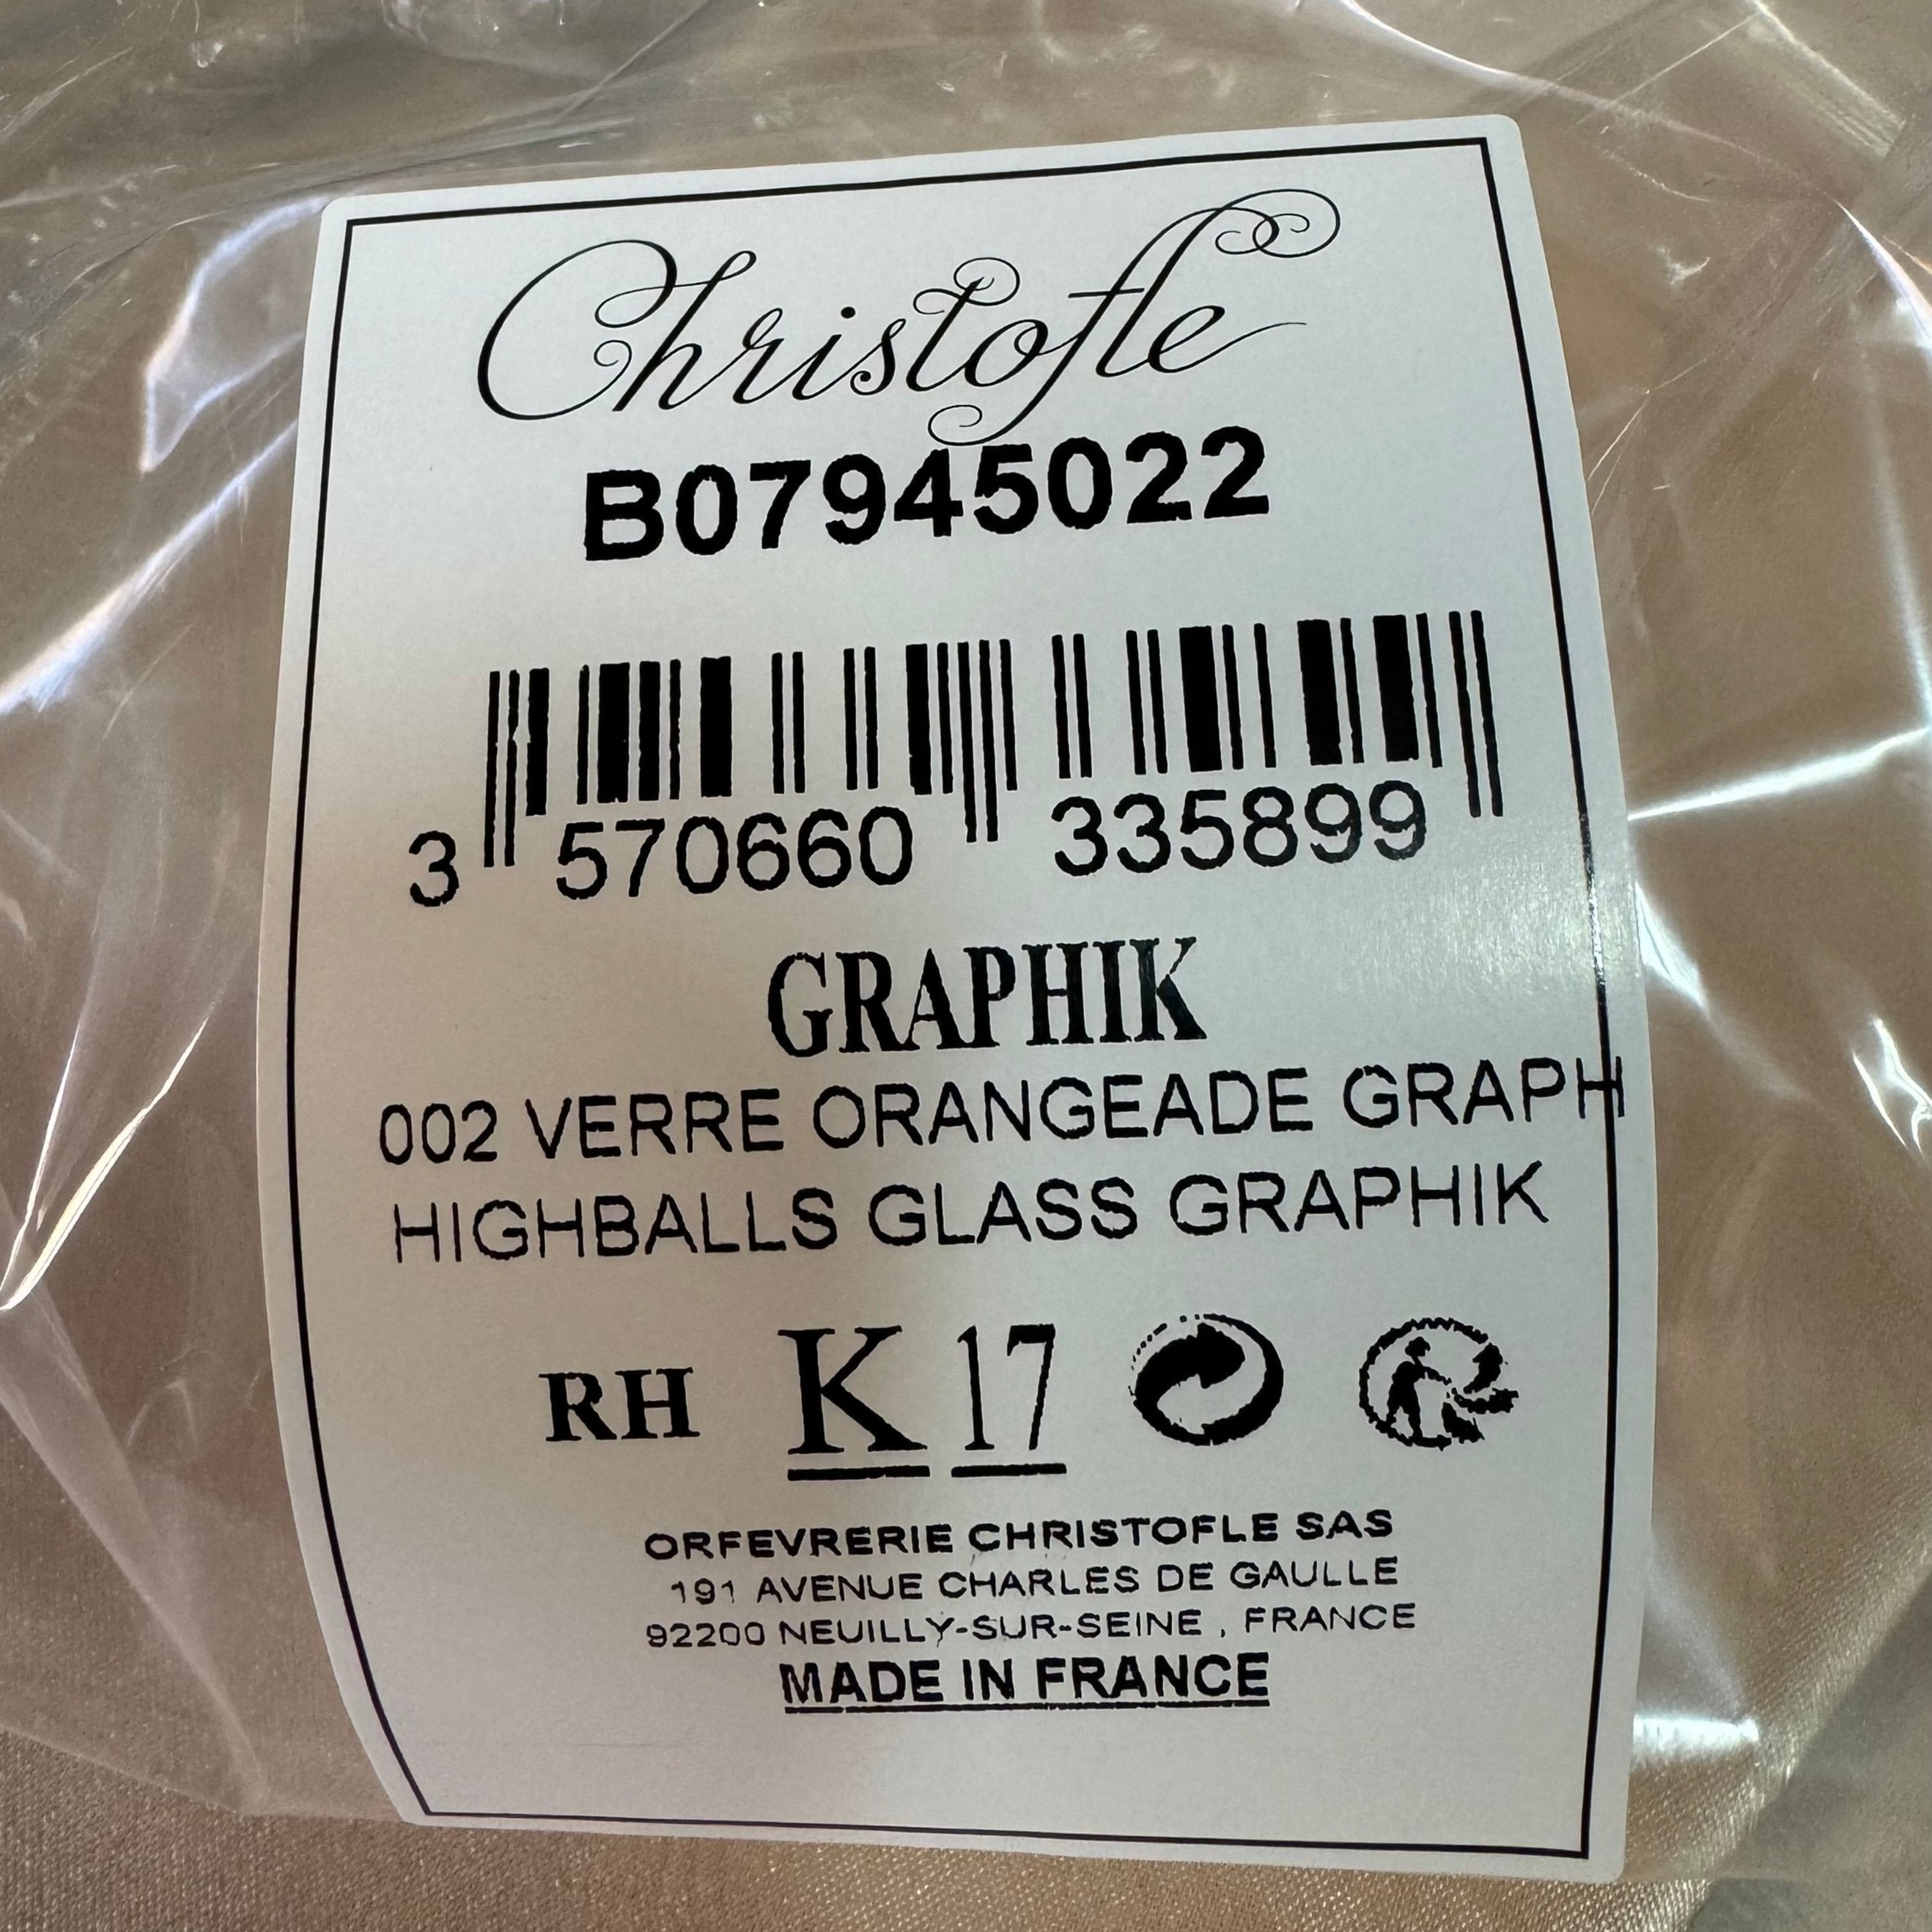 Christofle
B07945022
3 570660 335899
GRAPHIK
002 VERRE ORANGEADE GRAPH
HIGHBALLS GLASS GRAPHIK
RH K 17
ORFEVRERIE CHRISTOFLE SAS
191 AVENUE CHARLES DE GAULLE
92200 NEUILLY-SUR-SEINE , FRANCE
MADE IN FRANCE